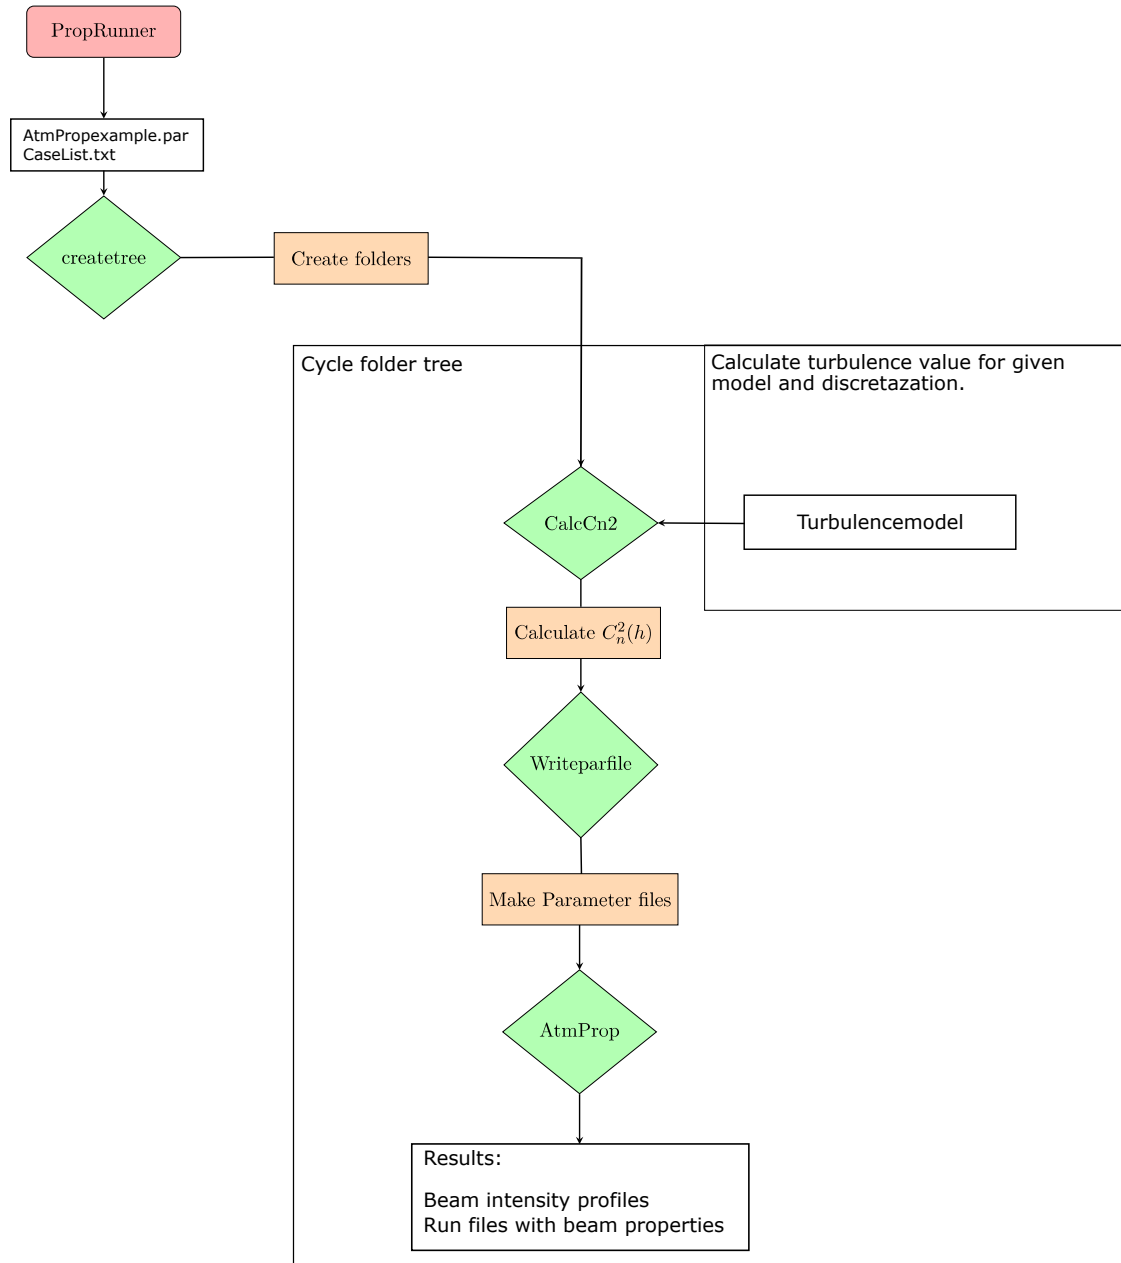 PropRunner
AtmPropexample.par
CaseList.txt
createtree
Create folders
Cycle folder tree
Calculate turbulence value for given
model and discretazation.
CalcCn2
Turbulencemodel
Calculate $C_n^2(h)$
Writeparfile
Make Parameter files
AtmProp
Results:
Beam intensity profiles
Run files with beam properties